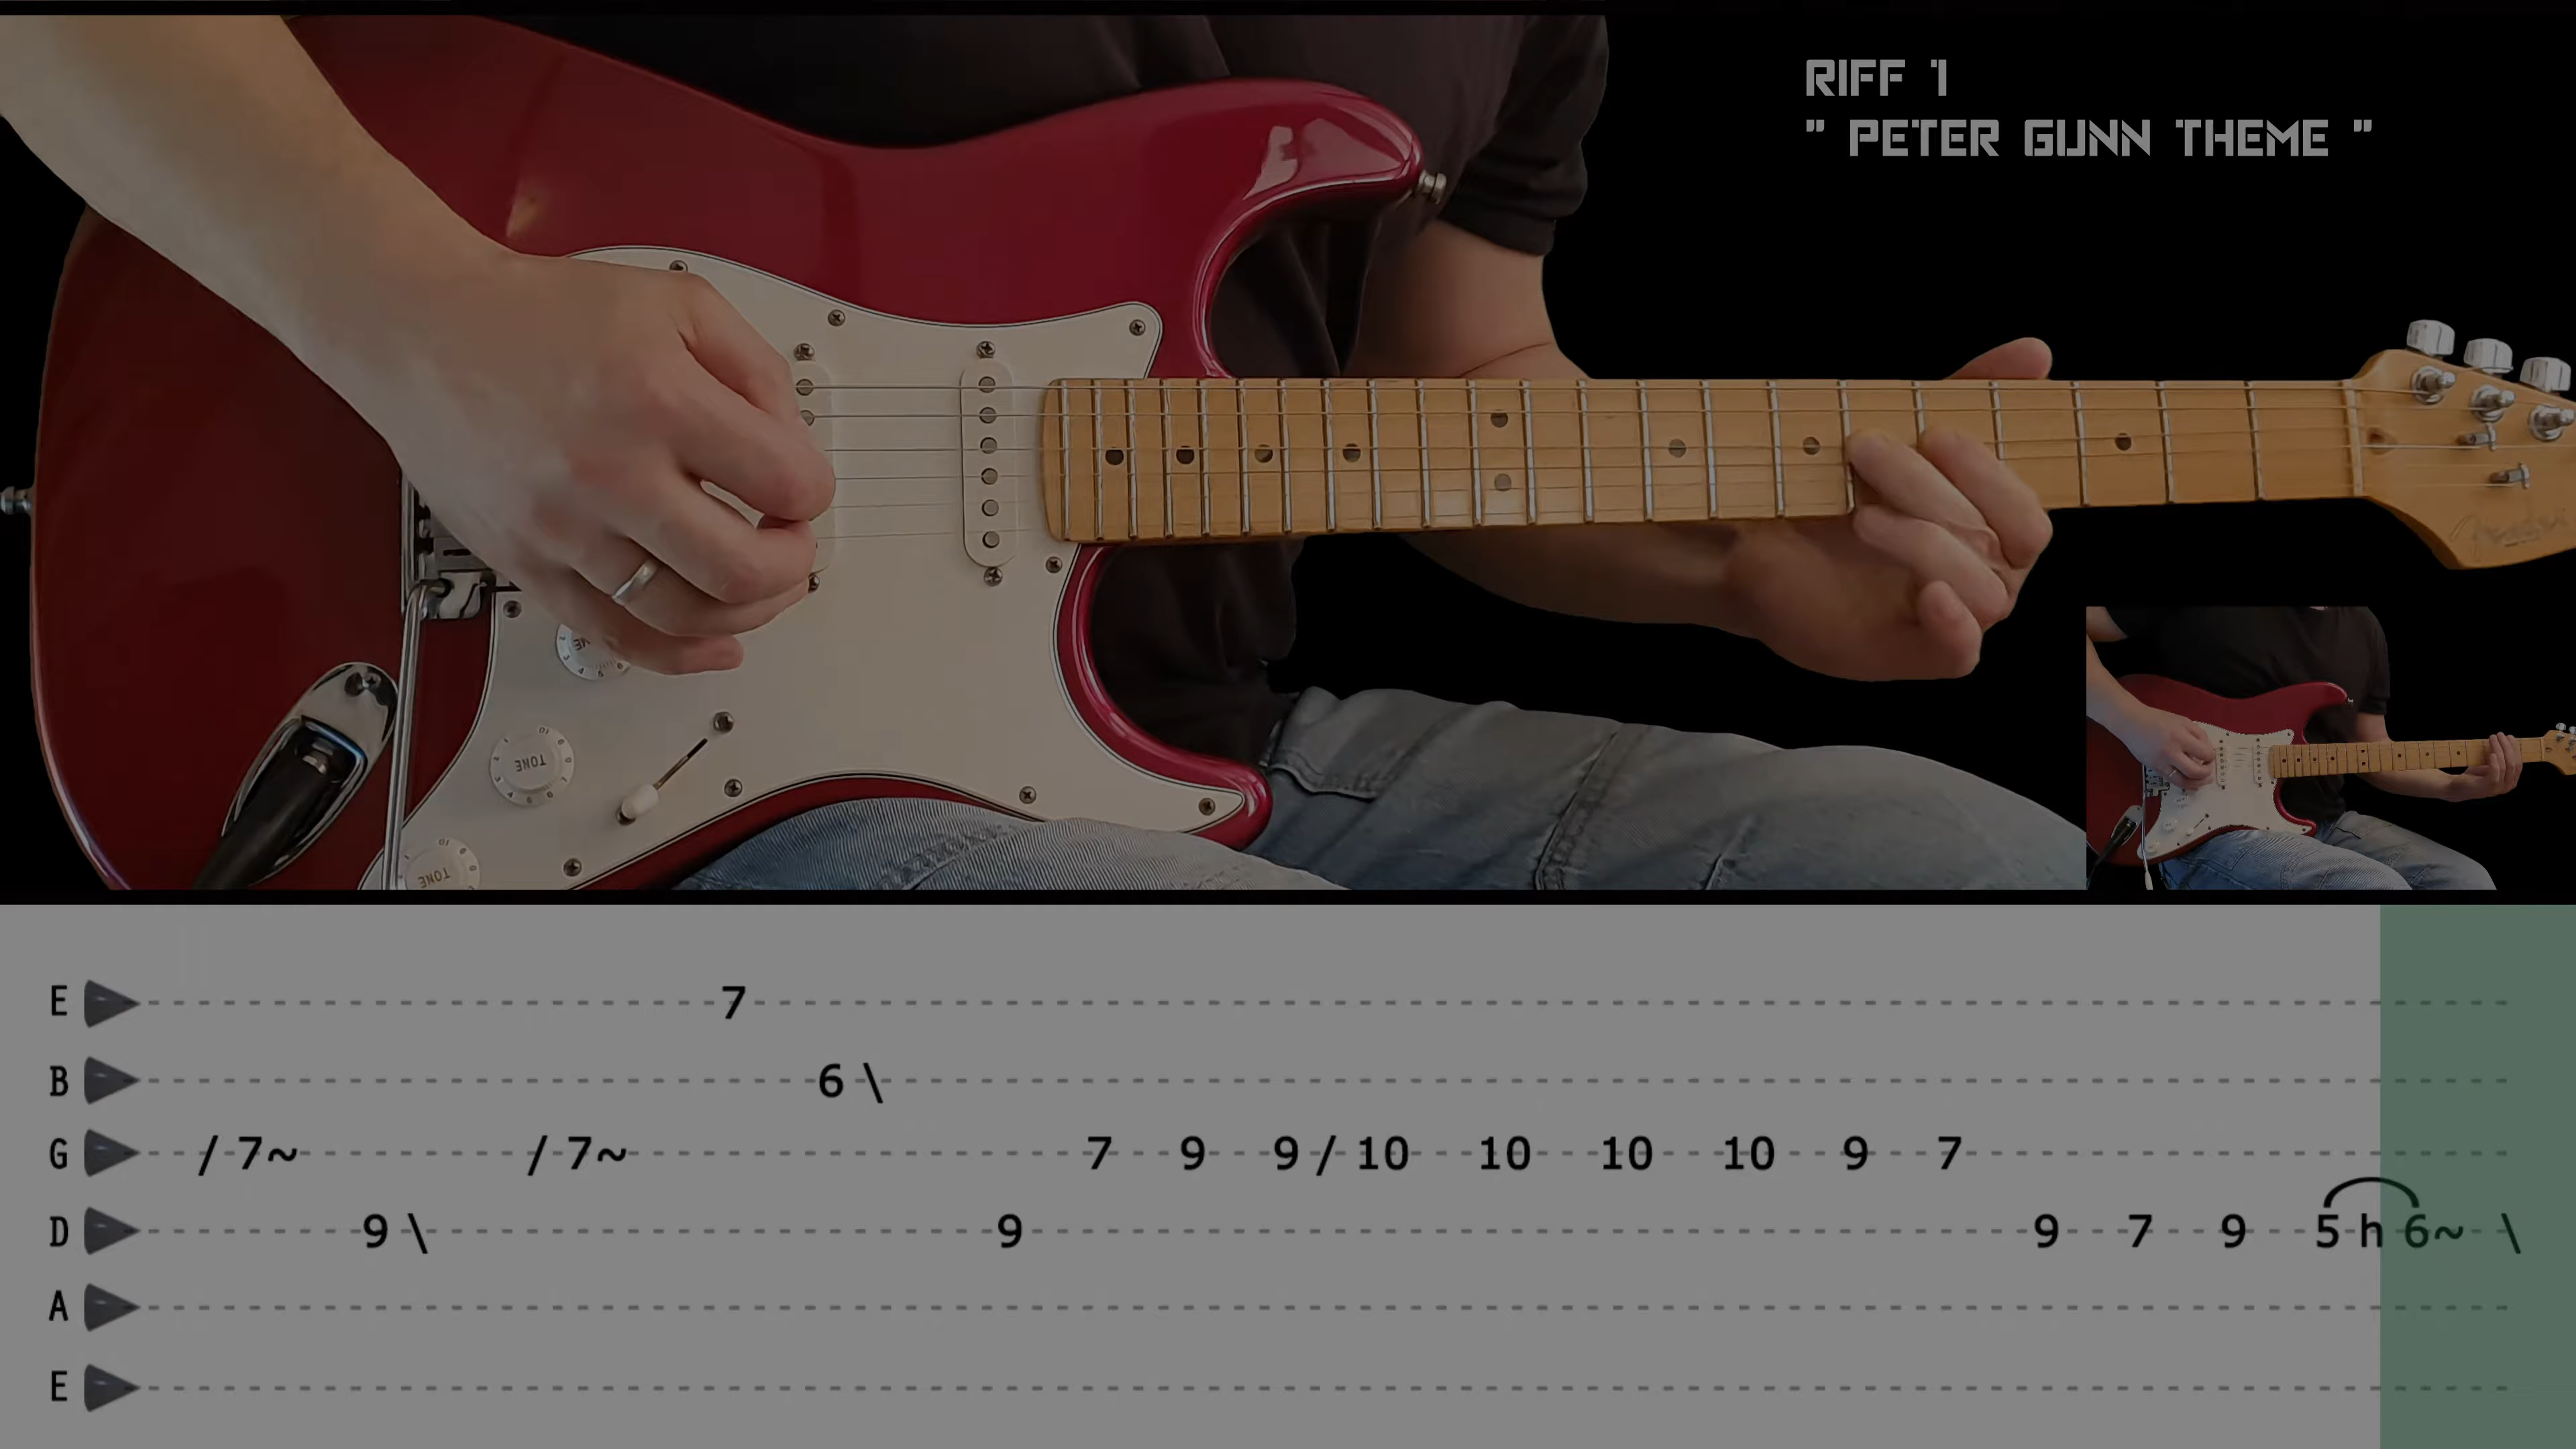 RIFF 1
" PETER GUNN THEME "
TONE
TONE
E 7
B 6 \
G / 7~ / 7~ 7 9 9 / 10 10 10 10 9 7
D 9 \ 9 9 7 9 5 h 6~ \
A
E